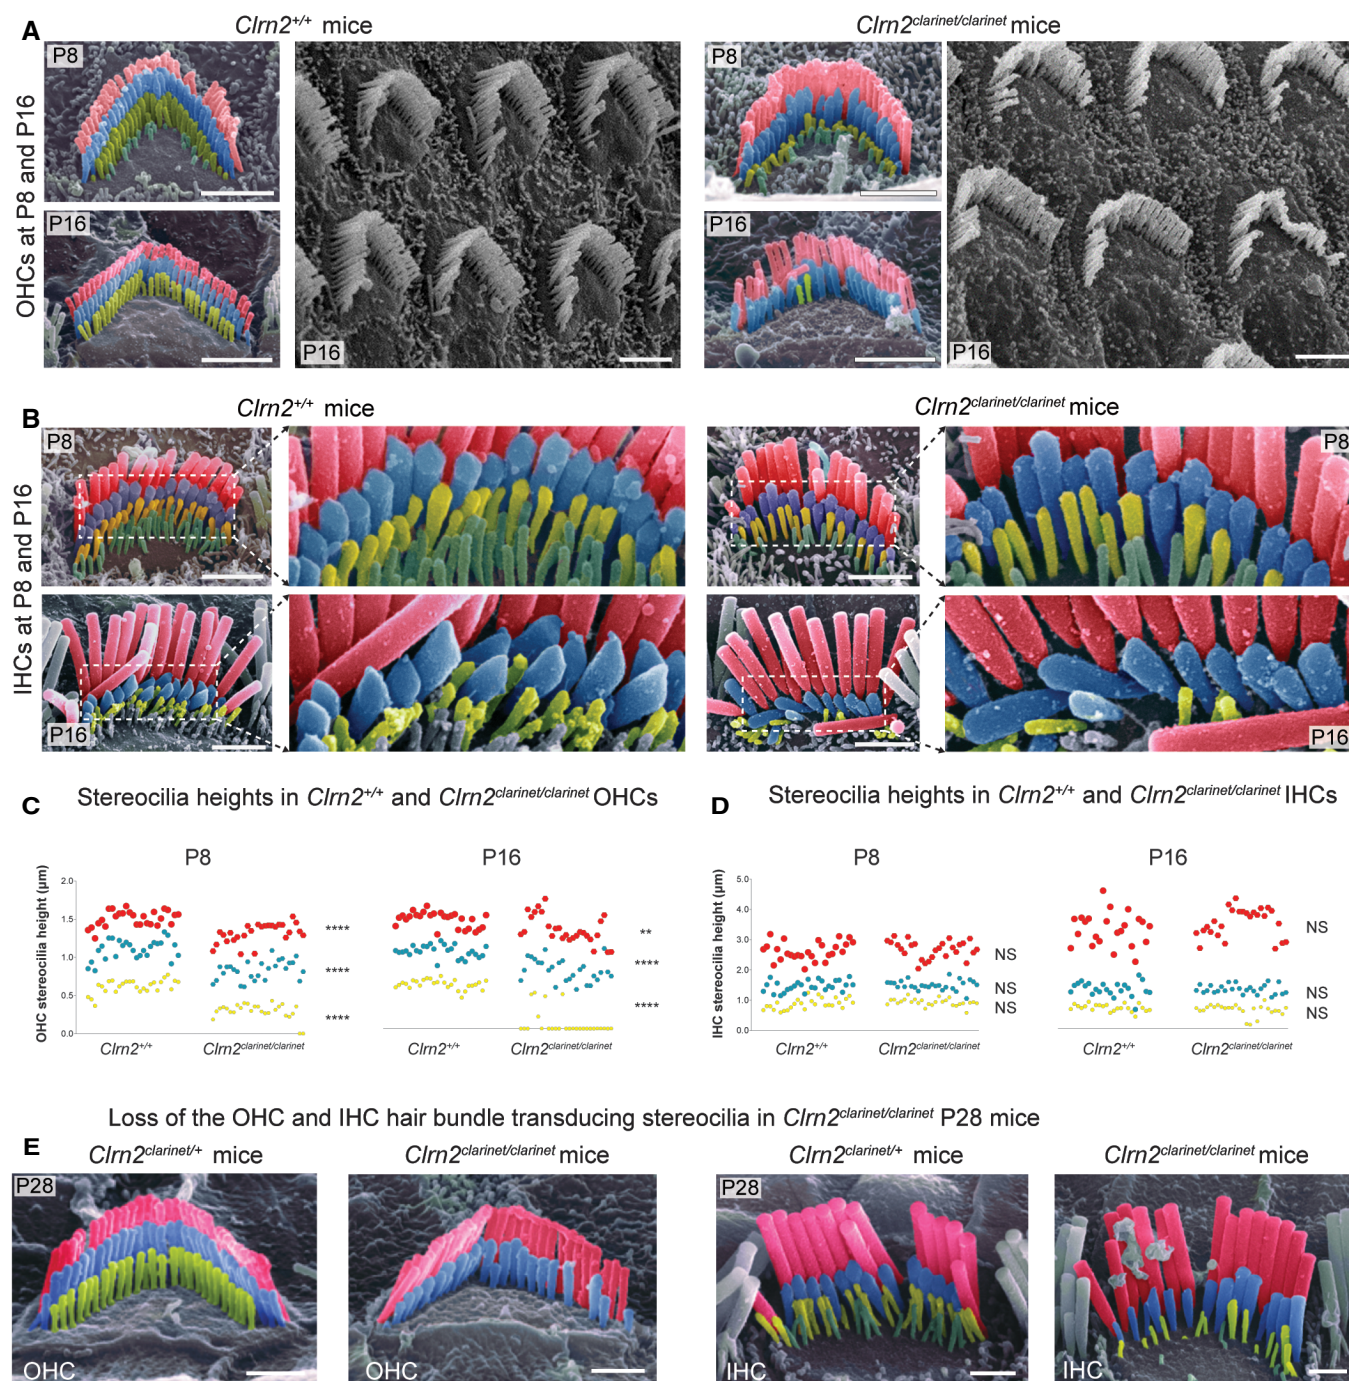 A
Clrn2+/+ mice
Clrn2clarinet/clarinet mice
OHCs at P8 and P16
P8
P16
P16
P8
P16
P16
B
Clrn2+/+ mice
Clrn2clarinet/clarinet mice
IHCs at P8 and P16
P8
P16
P8
P16
C
Stereocilia heights in Clrn2+/+ and Clrn2clarinet/clarinet OHCs
P8
P16
OHC stereocilia height (µm)
2.0
1.5
1.0
0.5
0.0
****
****
****
**
****
****
Clrn2+/+
Clrn2clarinet/clarinet
Clrn2+/+
Clrn2clarinet/clarinet
D
Stereocilia heights in Clrn2+/+ and Clrn2clarinet/clarinet IHCs
P8
P16
IHC stereocilia height (µm)
5.0
4.0
3.0
2.0
1.0
0.0
NS
NS
NS
NS
NS
NS
Clrn2+/+
Clrn2clarinet/clarinet
Clrn2+/+
Clrn2clarinet/clarinet
Loss of the OHC and IHC hair bundle transducing stereocilia in Clrn2clarinet/clarinet P28 mice
E
Clrn2clarinet/+ mice
Clrn2clarinet/clarinet mice
Clrn2clarinet/+ mice
Clrn2clarinet/clarinet mice
P28
OHC
OHC
P28
IHC
IHC